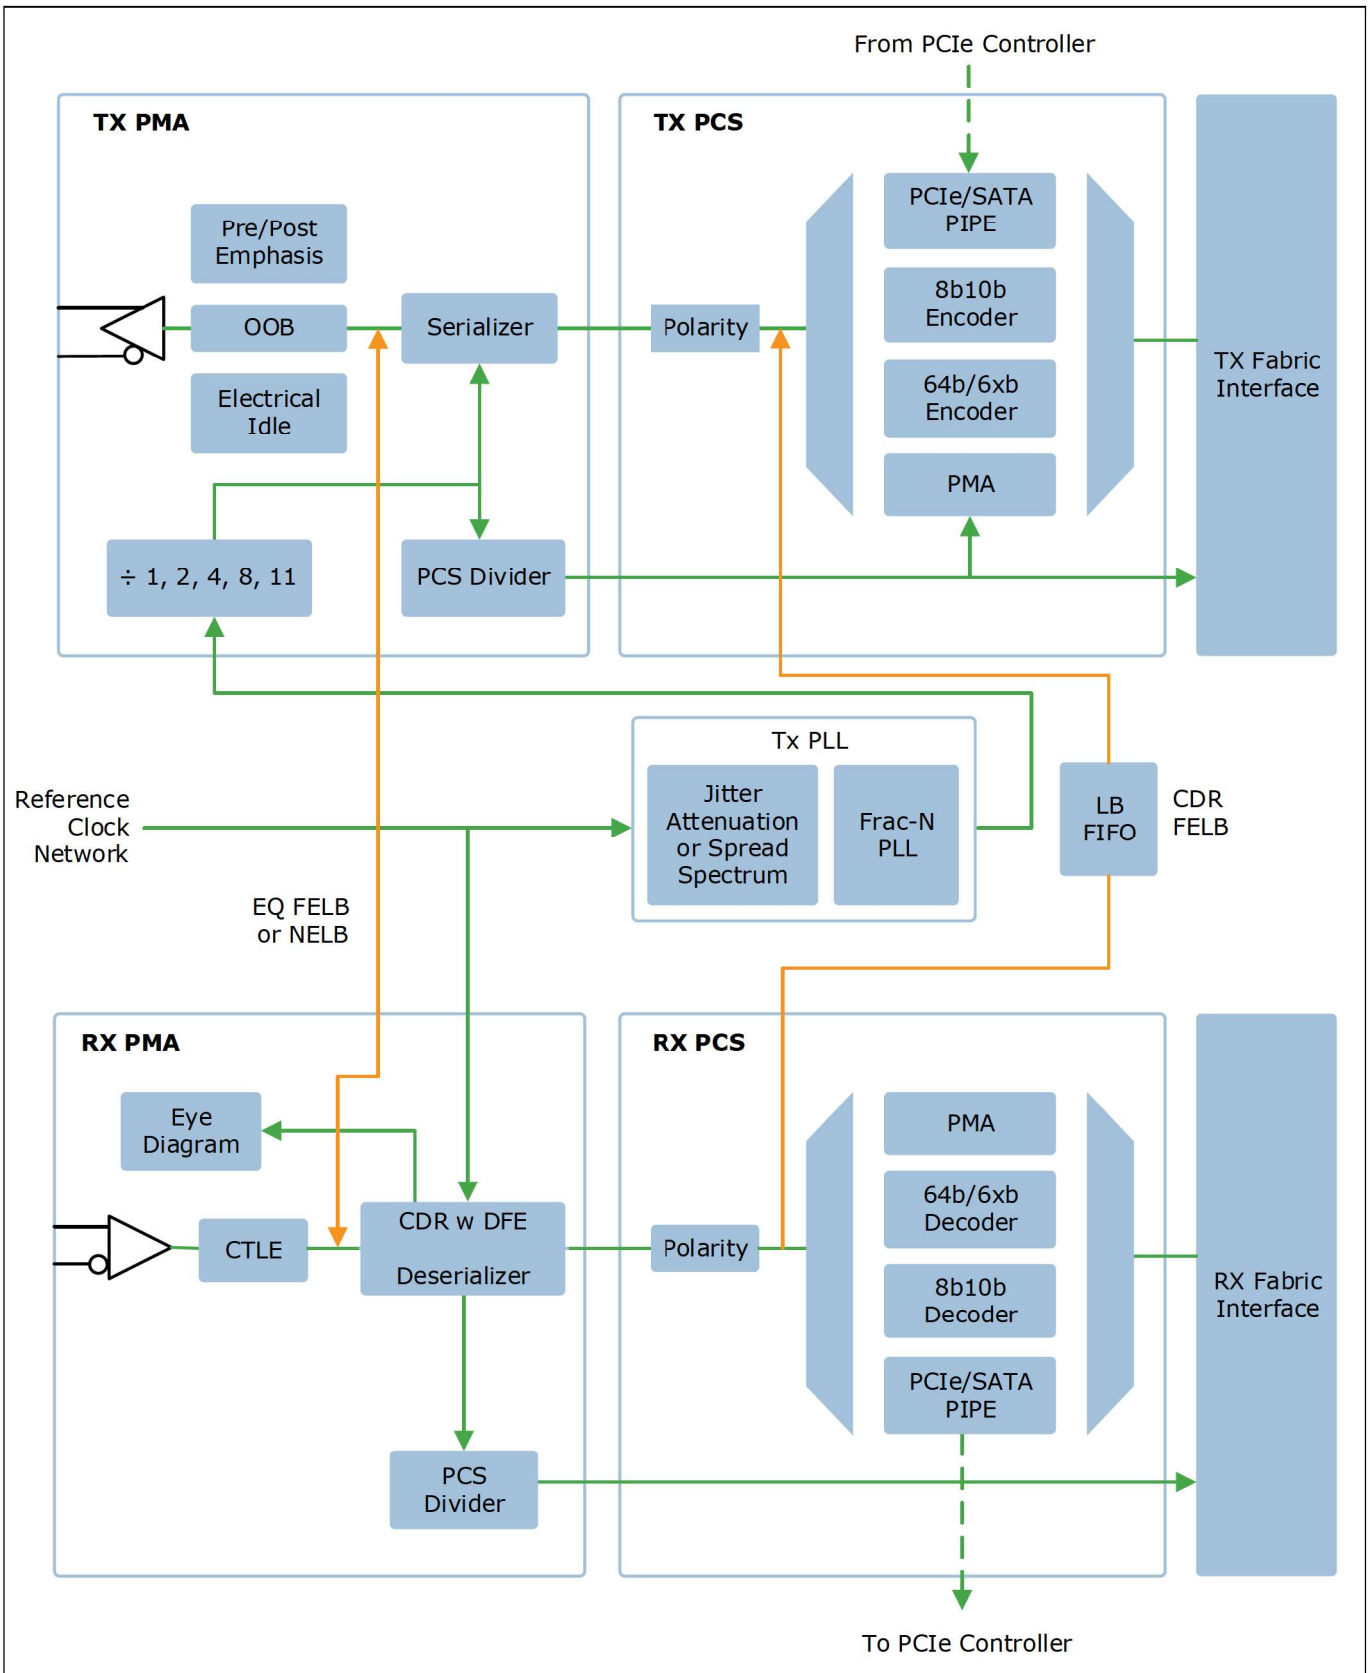 From PCIe Controller
TX PMA
TX PCS
Pre/Post
Emphasis
OOB
Electrical
Idle
Serializer
÷ 1, 2, 4, 8, 11
PCS Divider
Polarity
PCIe/SATA
PIPE
8b10b
Encoder
64b/6xb
Encoder
PMA
TX Fabric
Interface
Reference
Clock
Network
Tx PLL
Jitter
Attenuation
or Spread
Spectrum
Frac-N
PLL
LB
FIFO
CDR
FELB
EQ FELB
or NELB
RX PMA
RX PCS
Eye
Diagram
CTLE
CDR w DFE
Deserializer
PCS
Divider
Polarity
PMA
64b/6xb
Decoder
8b10b
Decoder
PCIe/SATA
PIPE
RX Fabric
Interface
To PCIe Controller